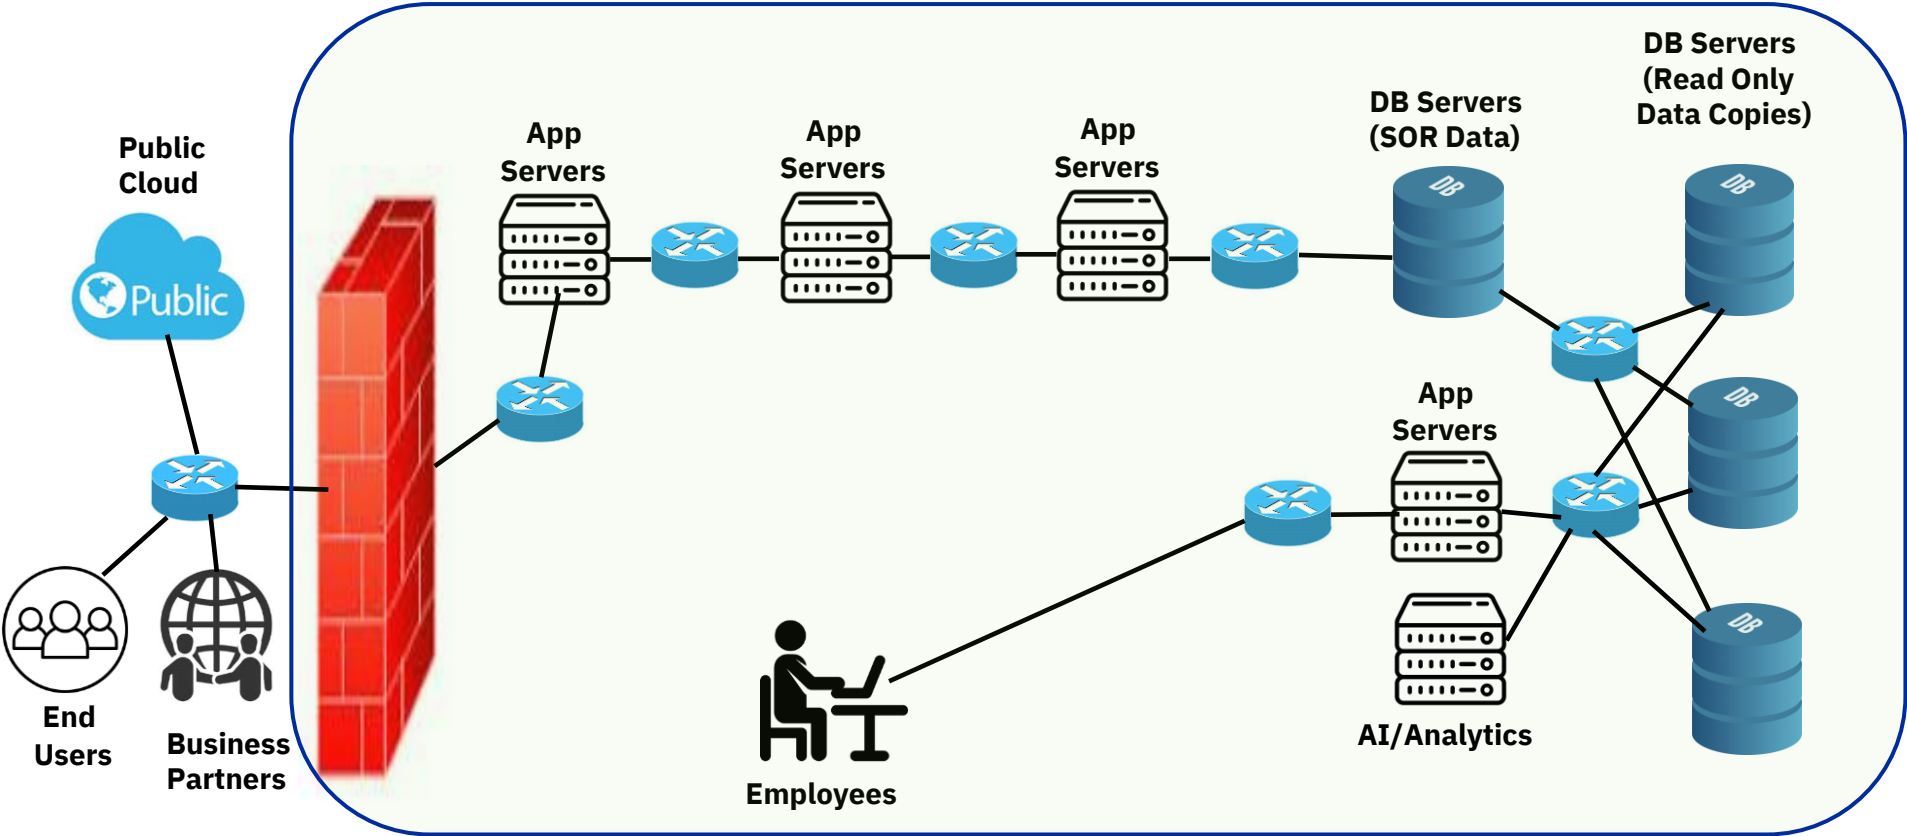 Public
Cloud
Public
End
Users
Business
Partners
App
Servers
App
Servers
App
Servers
DB Servers
(SOR Data)
DB
DB Servers
(Read Only
Data Copies)
DB
DB
DB
App
Servers
AI/Analytics
Employees